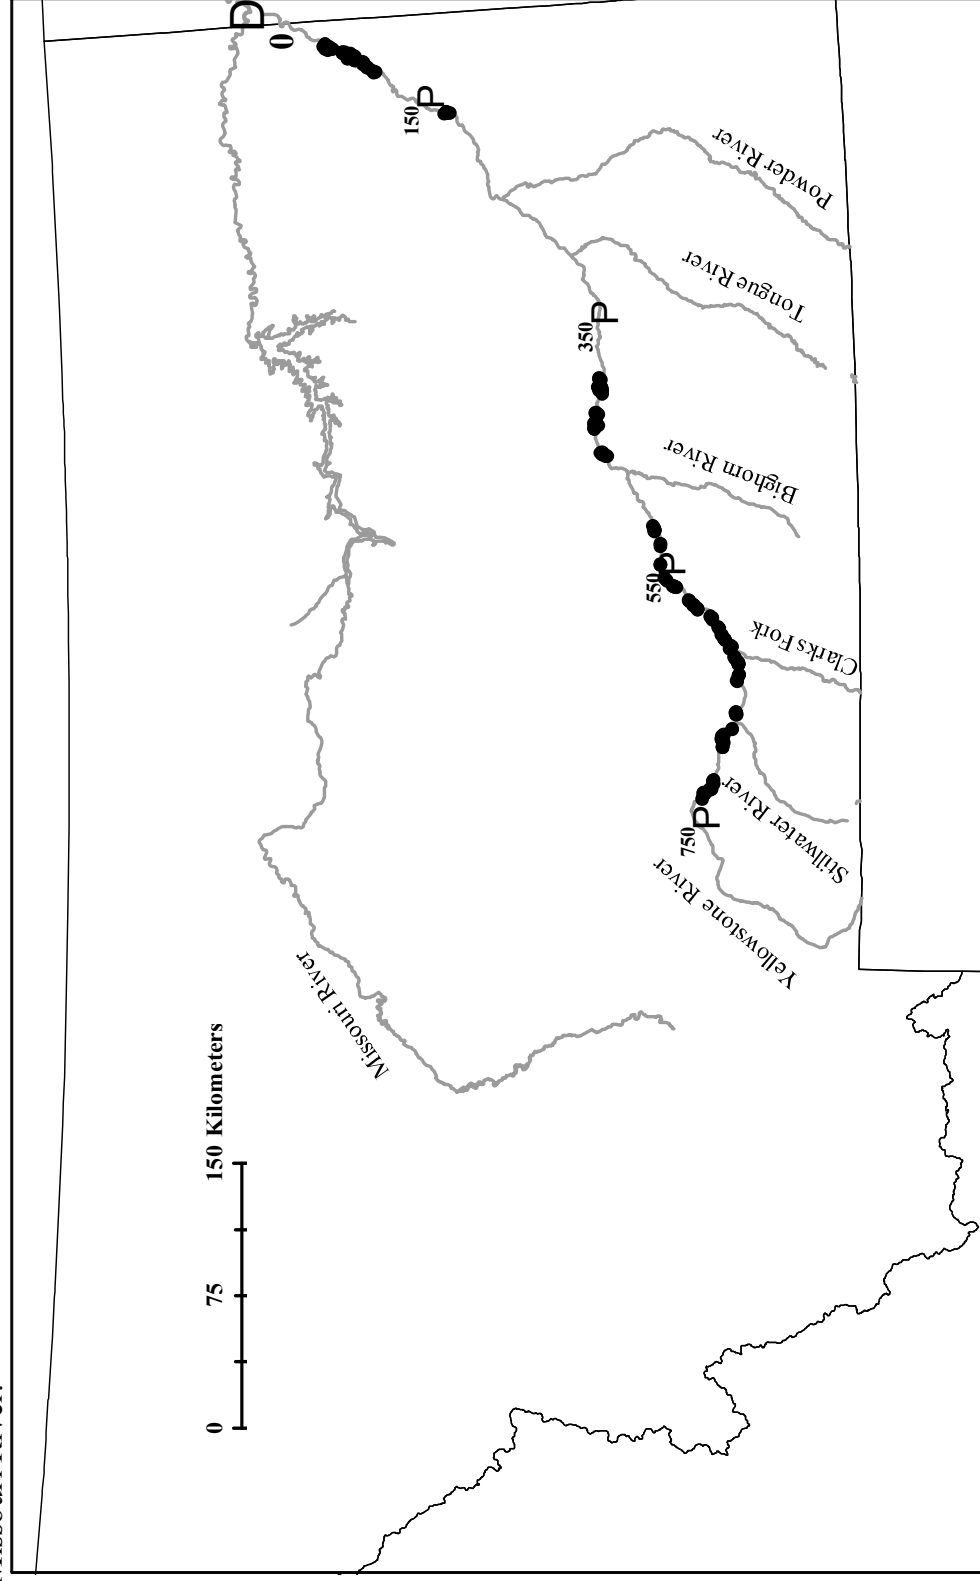 D
0
150
P
Powder River
Tongue River
350
P
Bighorn River
550
P
Clarks Fork
Stillwater River
750
P
Yellowstone River
Missouri River
0 75 150 Kilometers